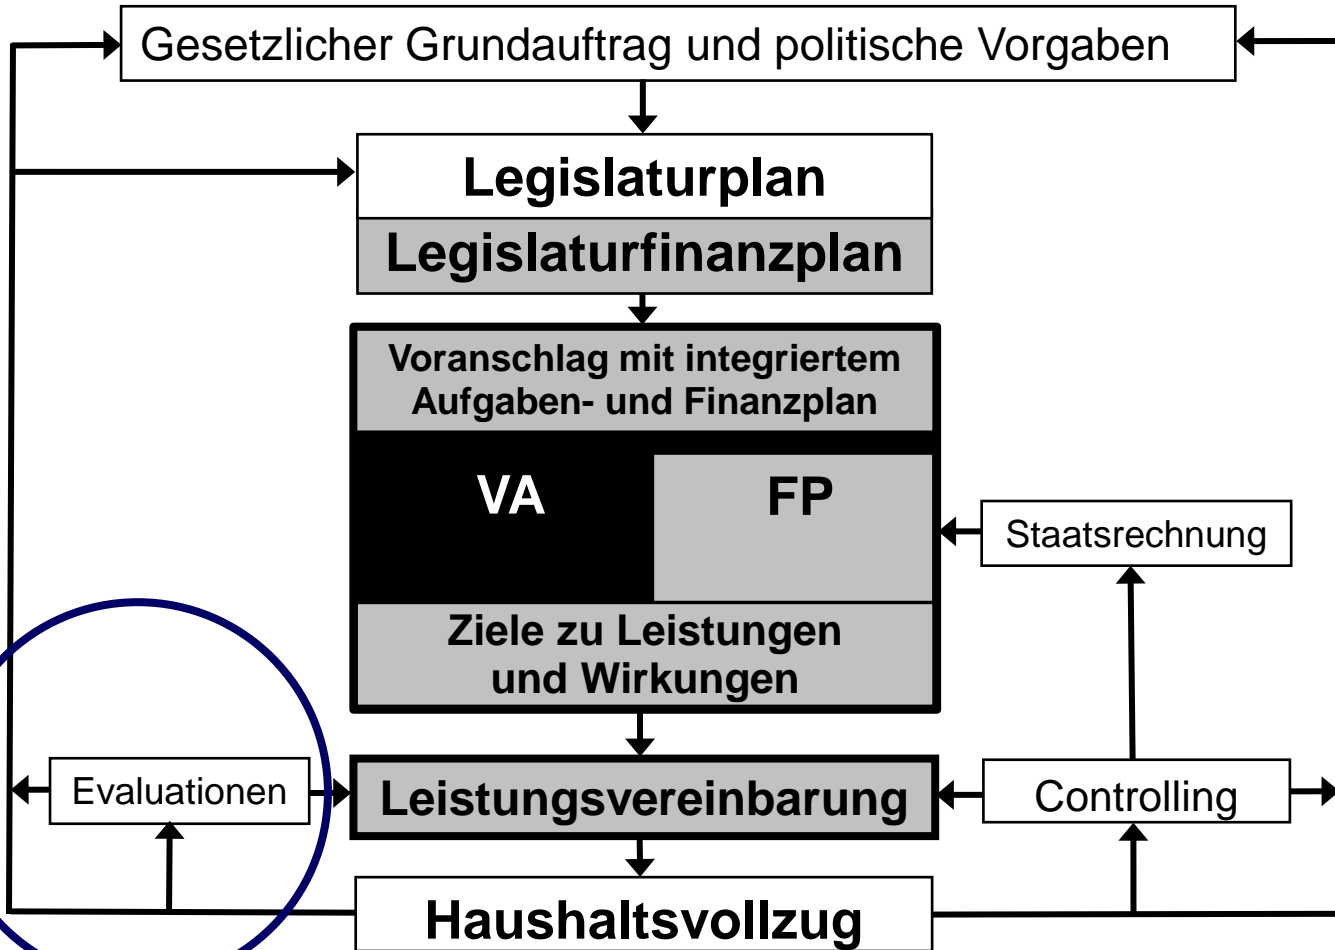 Gesetzlicher Grundauftrag und politische Vorgaben
Legislaturplan
Legislaturfinanzplan
Voranschlag mit integriertem
Aufgaben- und Finanzplan
VA
FP
Staatsrechnung
Ziele zu Leistungen
und Wirkungen
Evaluationen
Leistungsvereinbarung
Controlling
Haushaltsvollzug